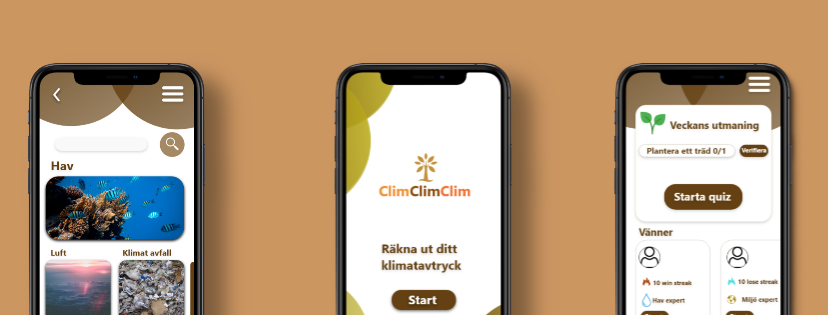 Hav
Luft
Klimat avfall
ClimClimClim
Räkna ut ditt
klimatavtryck
Start
Veckans utmaning
Plantera ett träd 0/1
Verifiera
Starta quiz
Vänner
10 win streak
Hav expert
10 lose streak
Miljö expert